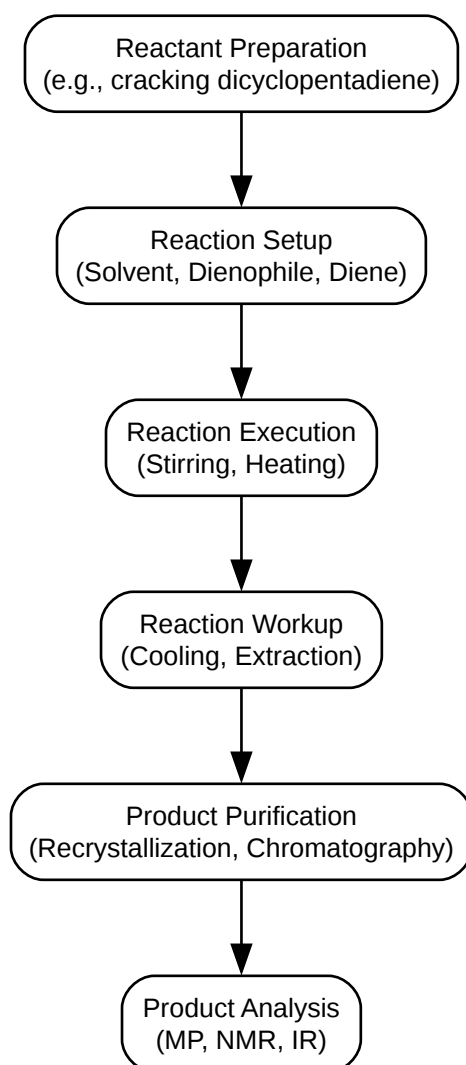 Reactant Preparation
(e.g., cracking dicyclopentadiene)
Reaction Setup
(Solvent, Dienophile, Diene)
Reaction Execution
(Stirring, Heating)
Reaction Workup
(Cooling, Extraction)
Product Purification
(Recrystallization, Chromatography)
Product Analysis
(MP, NMR, IR)